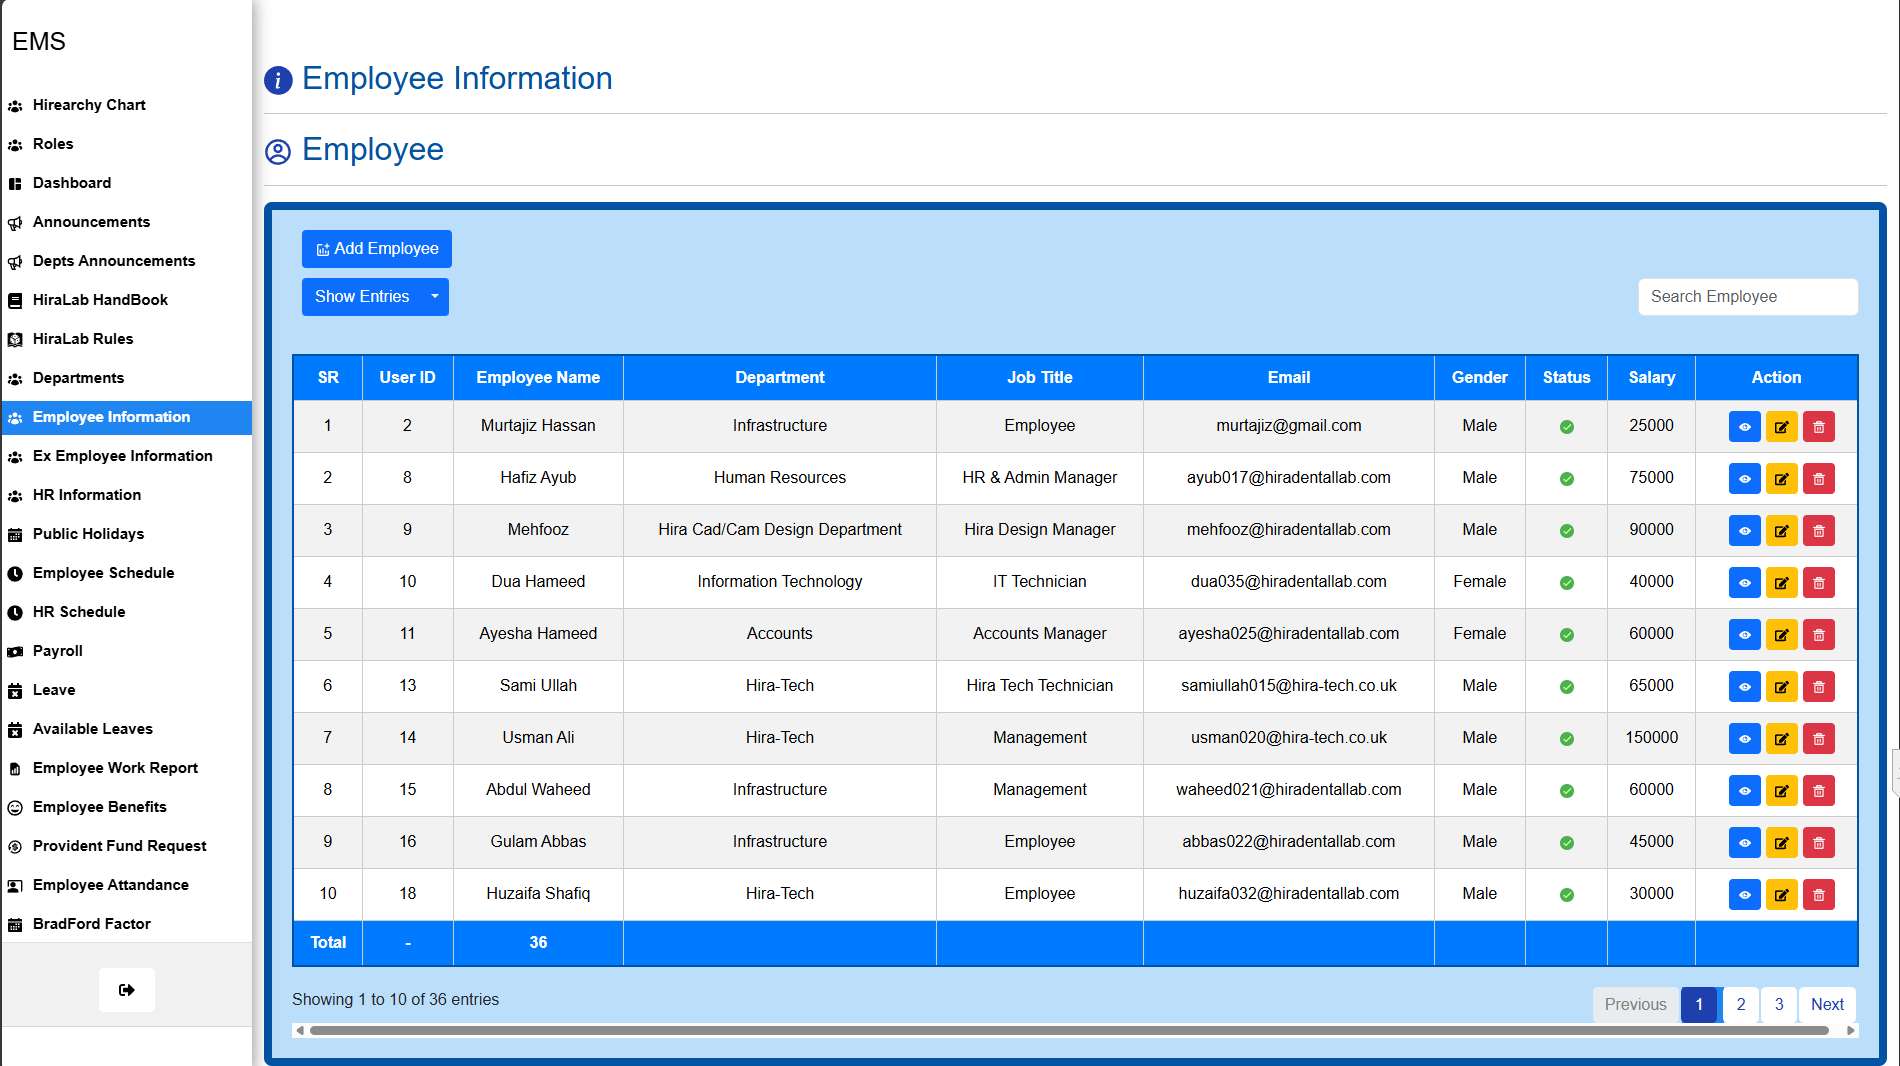 EMS
Hirearchy Chart
Roles
Dashboard
Announcements
Depts Announcements
HiraLab HandBook
HiraLab Rules
Departments
Employee Information
Ex Employee Information
HR Information
Public Holidays
Employee Schedule
HR Schedule
Payroll
Leave
Available Leaves
Employee Work Report
Employee Benefits
Provident Fund Request
Employee Attandance
BradFord Factor
Employee Information
Employee
Add Employee
Show Entries
Search Employee
SR User ID Employee Name Department Job Title Email Gender Status Salary Action
1 2 Murtajiz Hassan Infrastructure Employee murtajiz@gmail.com Male 25000
2 8 Hafiz Ayub Human Resources HR & Admin Manager ayub017@hiradentallab.com Male 75000
3 9 Mehfooz Hira Cad/Cam Design Department Hira Design Manager mehfooz@hiradentallab.com Male 90000
4 10 Dua Hameed Information Technology IT Technician dua035@hiradentallab.com Female 40000
5 11 Ayesha Hameed Accounts Accounts Manager ayesha025@hiradentallab.com Female 60000
6 13 Sami Ullah Hira-Tech Hira Tech Technician samiullah015@hira-tech.co.uk Male 65000
7 14 Usman Ali Hira-Tech Management usman020@hira-tech.co.uk Male 150000
8 15 Abdul Waheed Infrastructure Management waheed021@hiradentallab.com Male 60000
9 16 Gulam Abbas Infrastructure Employee abbas022@hiradentallab.com Male 45000
10 18 Huzaifa Shafiq Hira-Tech Employee huzaifa032@hiradentallab.com Male 30000
Total - 36
Showing 1 to 10 of 36 entries
Previous 1 2 3 Next